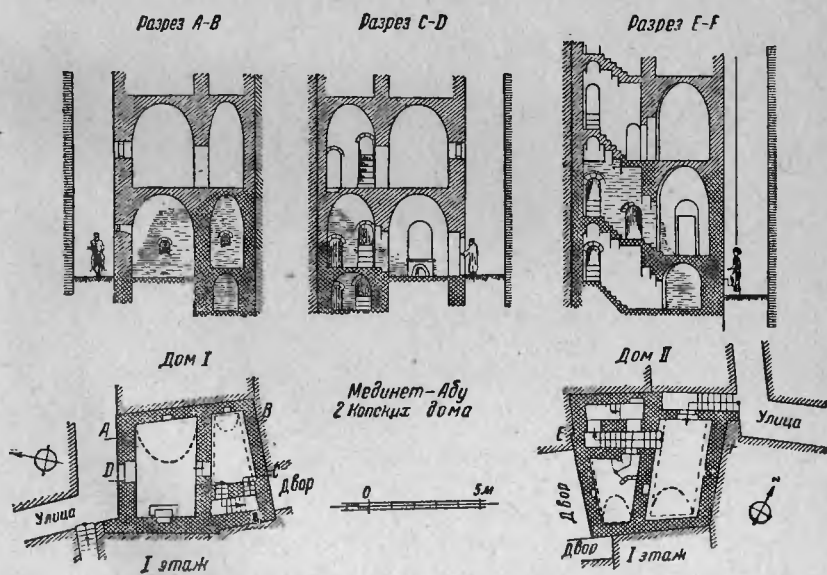 Разрез A-B
Разрез C-D
Разрез E-F
Дом I
Мединет-Абу
2 Копских дома
Дом II
A
B
D
C
Двор
Улица
0 5м
I этаж
E
Улица
Двор
Двор
I этаж